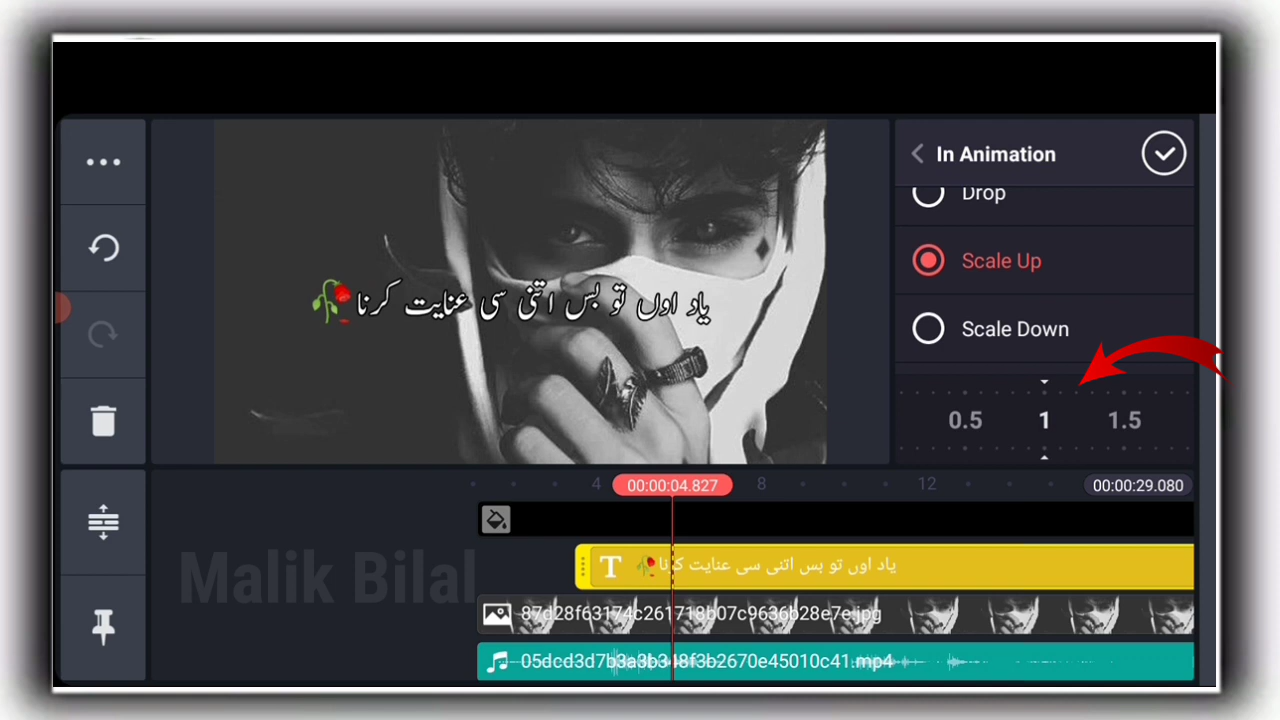 In Animation
Drop
Scale Up
یاد اوں تو بس اتنی سی عنایت کرنا🥀
Scale Down
0.5 1 1.5
4 00:00:04.827 8 12 00:00:29.080
T یاد اوں تو بس اتنی سی عنایت کرنا🥀
Malik Bilal
87d28f63174c261718b07c9636b28e7e.jpg
05dcd3d7b3a3b348f3b2670e45010c41.mp4